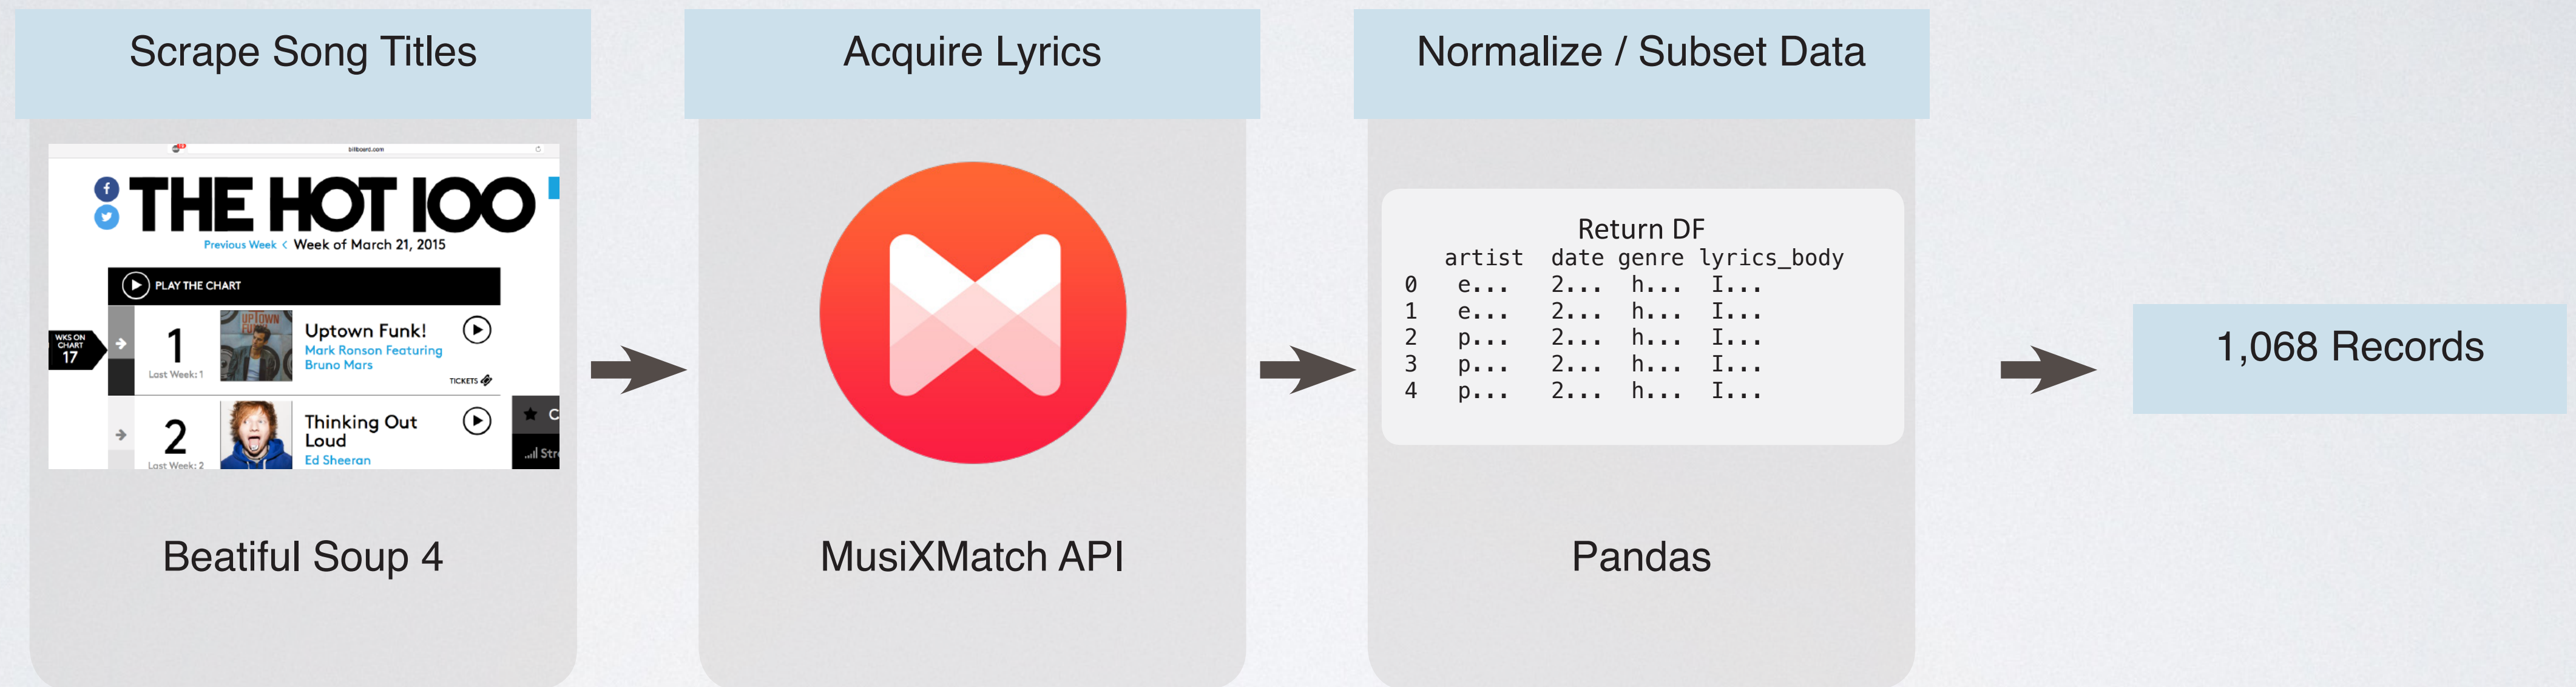 Scrape Song Titles
billboard.com
THE HOT 100
Previous Week < Week of March 21, 2015
PLAY THE CHART
WKS ON
CHART
17
1
Last Week: 1
UPTOWN
Uptown Funk!
Mark Ronson Featuring
Bruno Mars
TICKETS
2
Last Week: 2
Thinking Out
Loud
Ed Sheeran
Beatiful Soup 4
Acquire Lyrics
MusiXMatch API
Normalize / Subset Data
Return DF
artist date genre lyrics_body
0 e... 2... h... I...
1 e... 2... h... I...
2 p... 2... h... I...
3 p... 2... h... I...
4 p... 2... h... I...
Pandas
1,068 Records